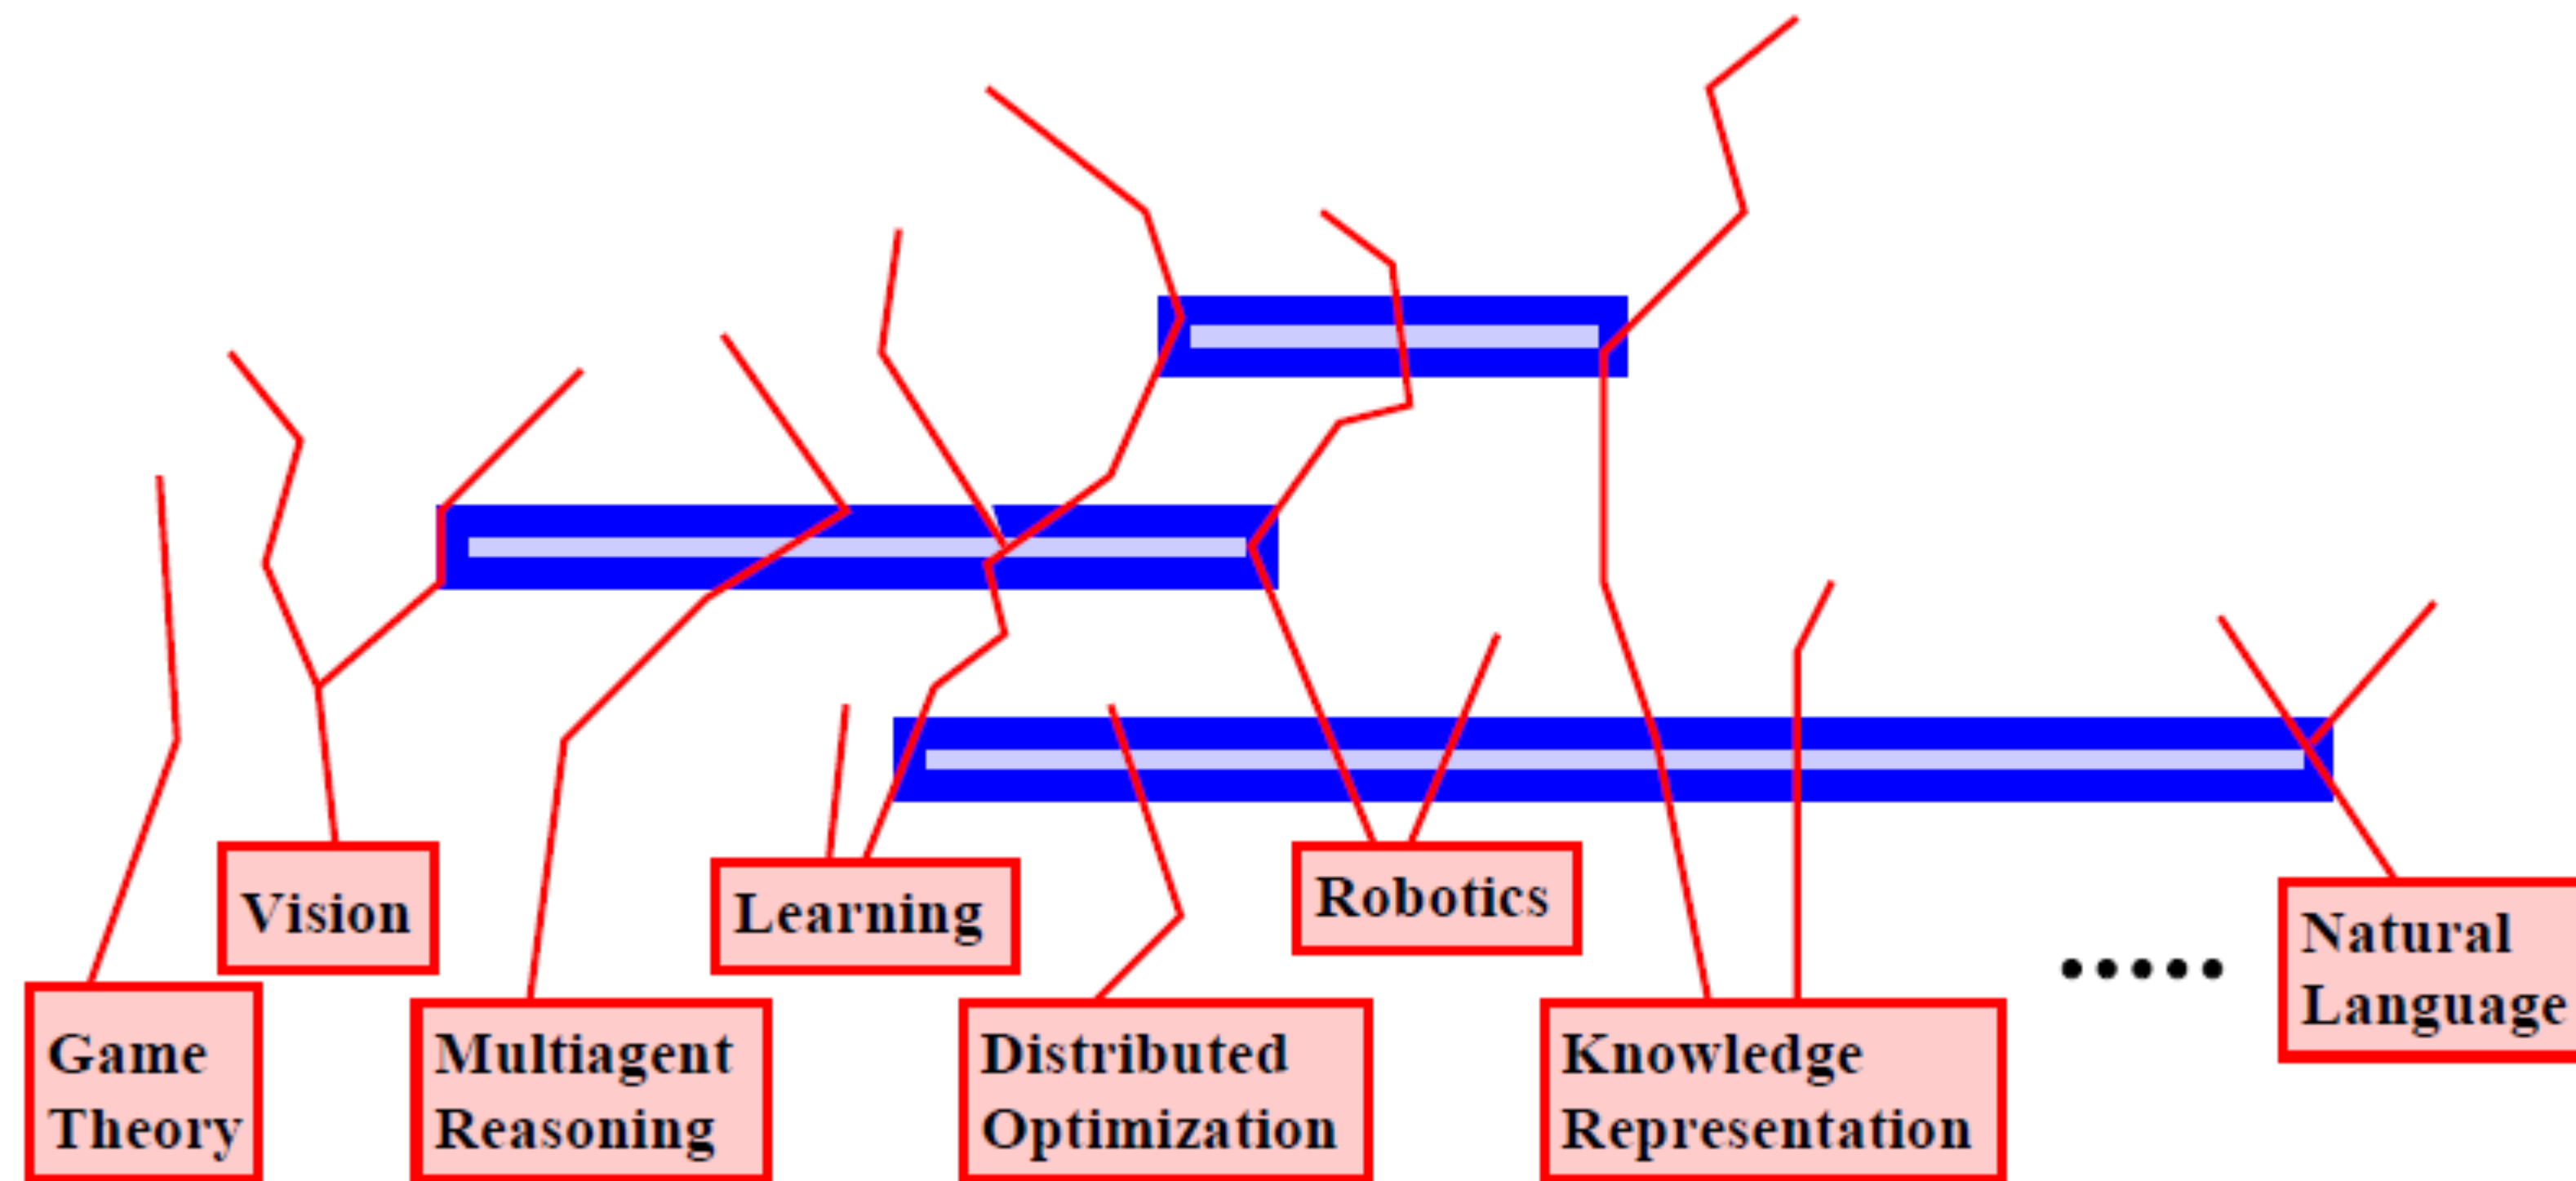 Vision
Learning
Robotics
Natural
Language
Game
Theory
Multiagent
Reasoning
Distributed
Optimization
Knowledge
Representation